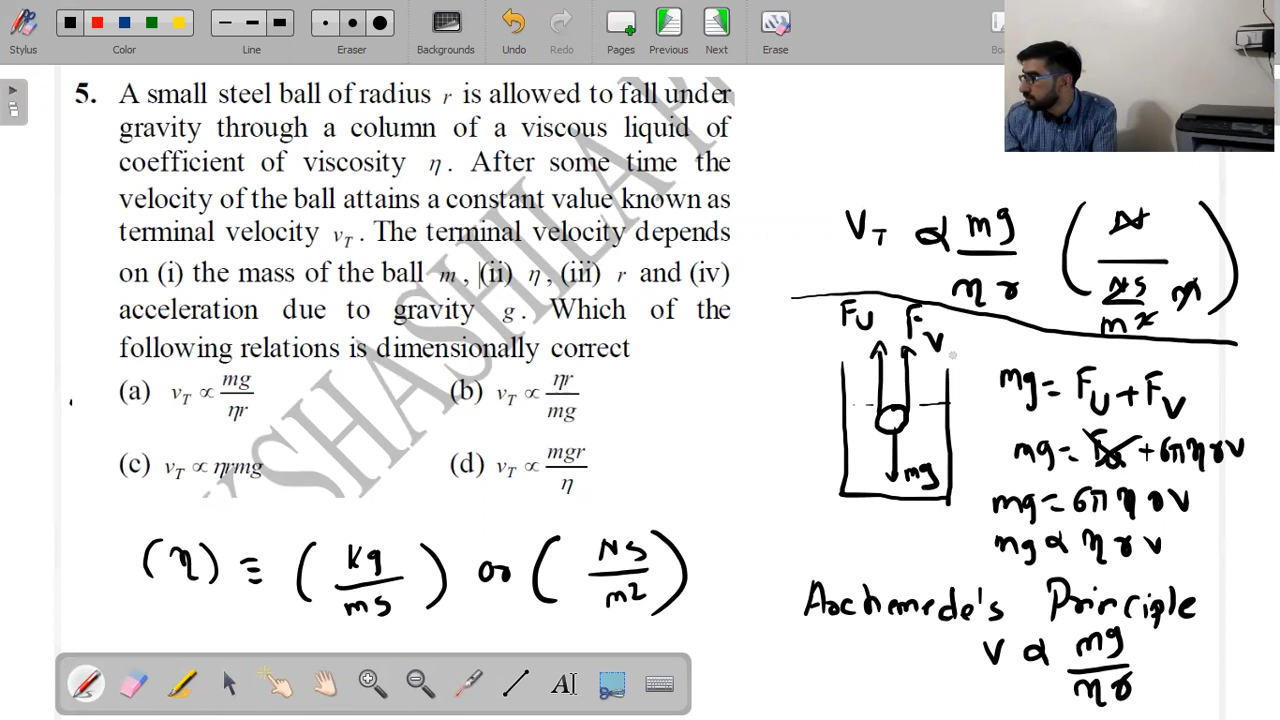 Stylus Color Line Eraser Backgrounds Undo Redo Pages Previous Next Erase
5. A small steel ball of radius r is allowed to fall under
gravity through a column of a viscous liquid of
coefficient of viscosity η. After some time the
velocity of the ball attains a constant value known as
terminal velocity v_T. The terminal velocity depends
on (i) the mass of the ball m, (ii) η, (iii) r and (iv)
acceleration due to gravity g. Which of the
following relations is dimensionally correct
(a) v_T ∝ mg/ηr (b) v_T ∝ ηr/mg
(c) v_T ∝ ηrmg (d) v_T ∝ mgr/η
(η) ≡ (kg/ms) or (NS/m2)
V_T ∝ mg/ηr (N / (NS/m2 m))
F_U F_V
mg
mg = F_U + F_V
mg = F_U + 6πηrV
mg = 6πηrV
mg ∝ ηrv
Archemede's Principle
V ∝ mg/ηr